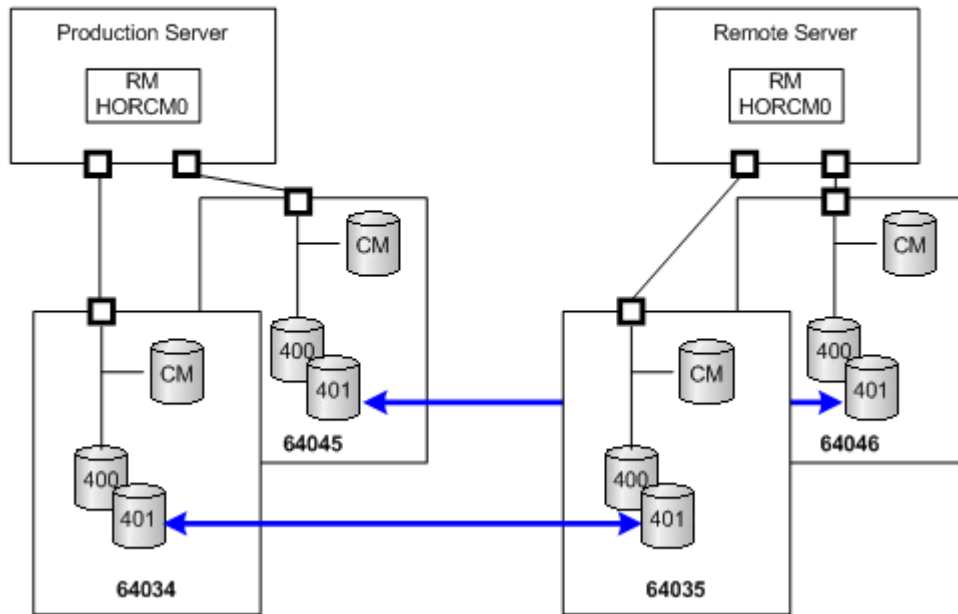 Production Server
RM
HORCM0
Remote Server
RM
HORCM0
CM
400
401
64045
CM
400
401
64046
CM
400
401
64034
CM
400
401
64035